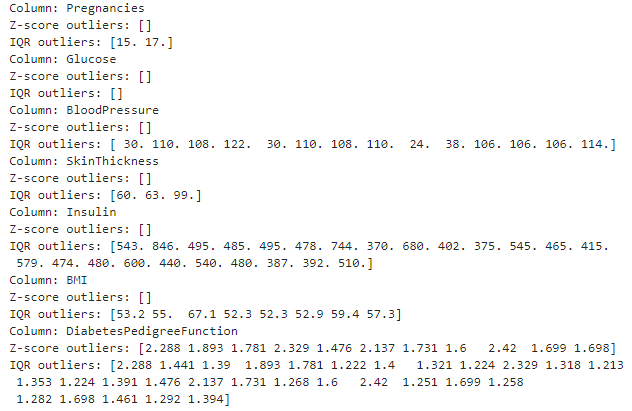 Column: Pregnancies
Z-score outliers: []
IQR outliers: [15. 17.]
Column: Glucose
Z-score outliers: []
IQR outliers: []
Column: BloodPressure
Z-score outliers: []
IQR outliers: [ 30. 110. 108. 122.  30. 110. 108. 110.  24.  38. 106. 106. 106. 114.]
Column: SkinThickness
Z-score outliers: []
IQR outliers: [60. 63. 99.]
Column: Insulin
Z-score outliers: []
IQR outliers: [543. 846. 495. 485. 495. 478. 744. 370. 680. 402. 375. 545. 465. 415.
 579. 474. 480. 600. 440. 540. 480. 387. 392. 510.]
Column: BMI
Z-score outliers: []
IQR outliers: [53.2 55.  67.1 52.3 52.3 52.9 59.4 57.3]
Column: DiabetesPedigreeFunction
Z-score outliers: [2.288 1.893 1.781 2.329 1.476 2.137 1.731 1.6   2.42  1.699 1.698]
IQR outliers: [2.288 1.441 1.39  1.893 1.781 1.222 1.4   1.321 1.224 2.329 1.318 1.213
 1.353 1.224 1.391 1.476 2.137 1.731 1.268 1.6   2.42  1.251 1.699 1.258
 1.282 1.698 1.461 1.292 1.394]